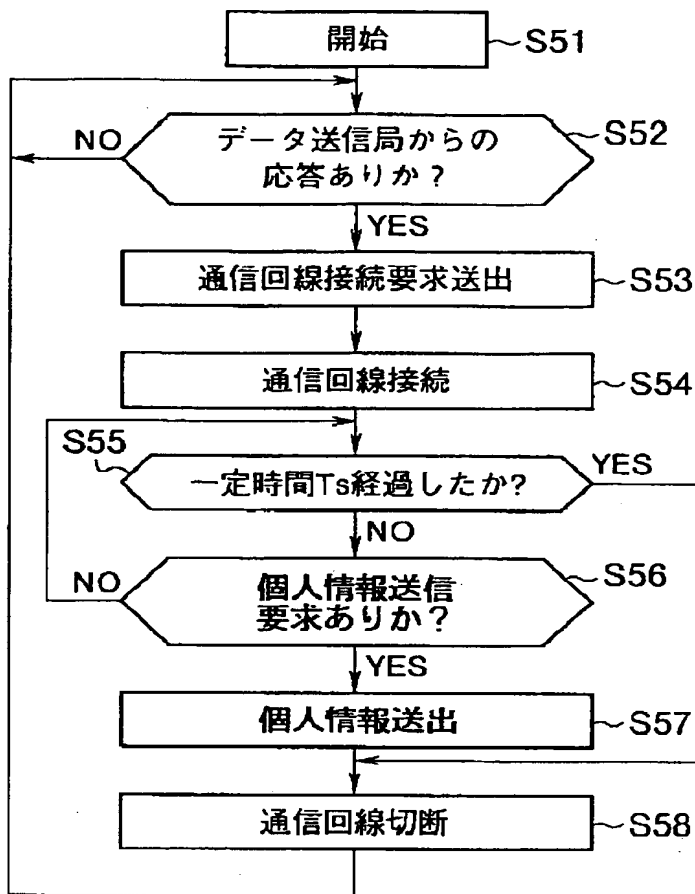 開始
S51
NO
データ送信局からの
応答ありか？
S52
YES
通信回線接続要求送出
S53
通信回線接続
S54
S55
一定時間Ts経過したか?
YES
NO
NO
個人情報送信
要求ありか？
S56
YES
個人情報送出
S57
通信回線切断
S58